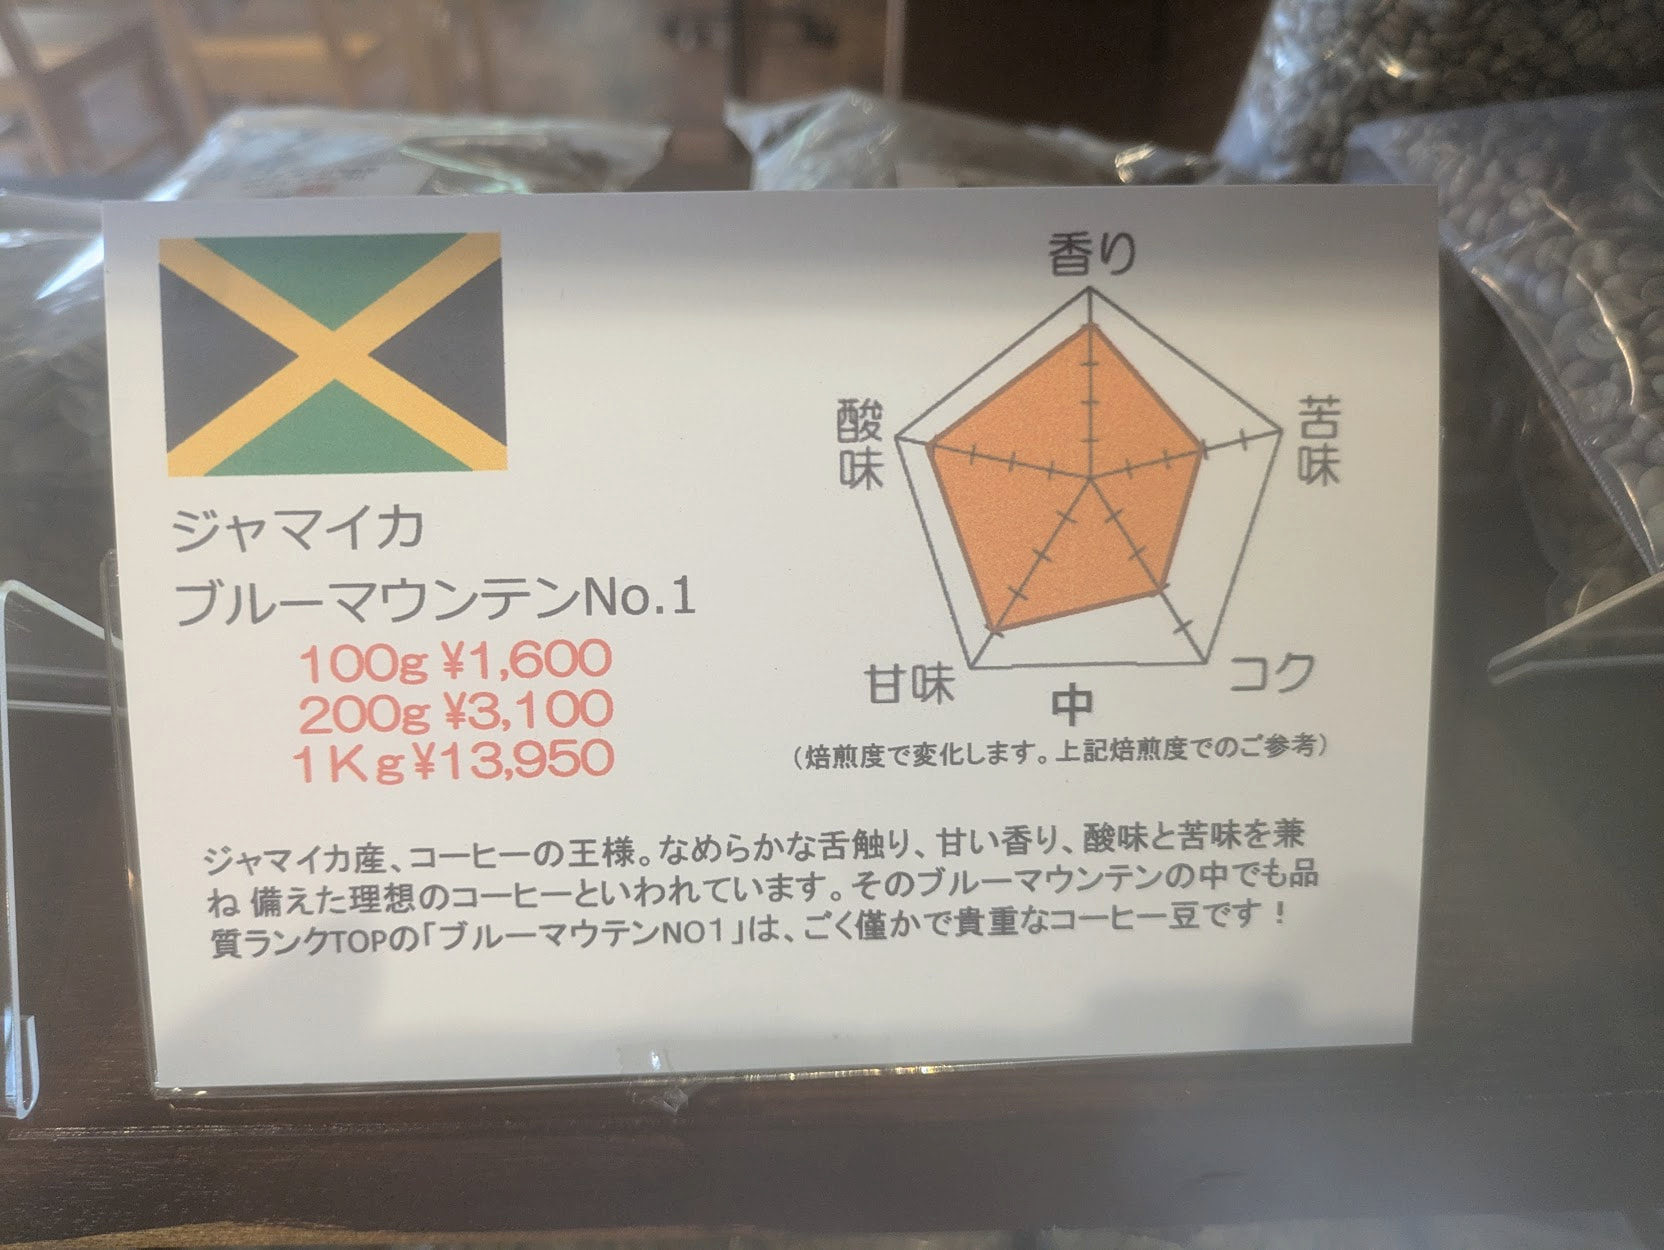 ジャマイカ
ブルーマウンテンNo.1
100g ¥1,600
200g ¥3,100
1Kg ¥13,950
香り
苦味
コク
甘味
酸味
中
（焙煎度で変化します。上記焙煎度でのご参考）
ジャマイカ産、コーヒーの王様。なめらかな舌触り、甘い香り、酸味と苦味を兼
ね 備えた理想のコーヒーといわれています。そのブルーマウンテンの中でも品
質ランクTOPの「ブルーマウテンNO1」は、ごく僅かで貴重なコーヒー豆です！